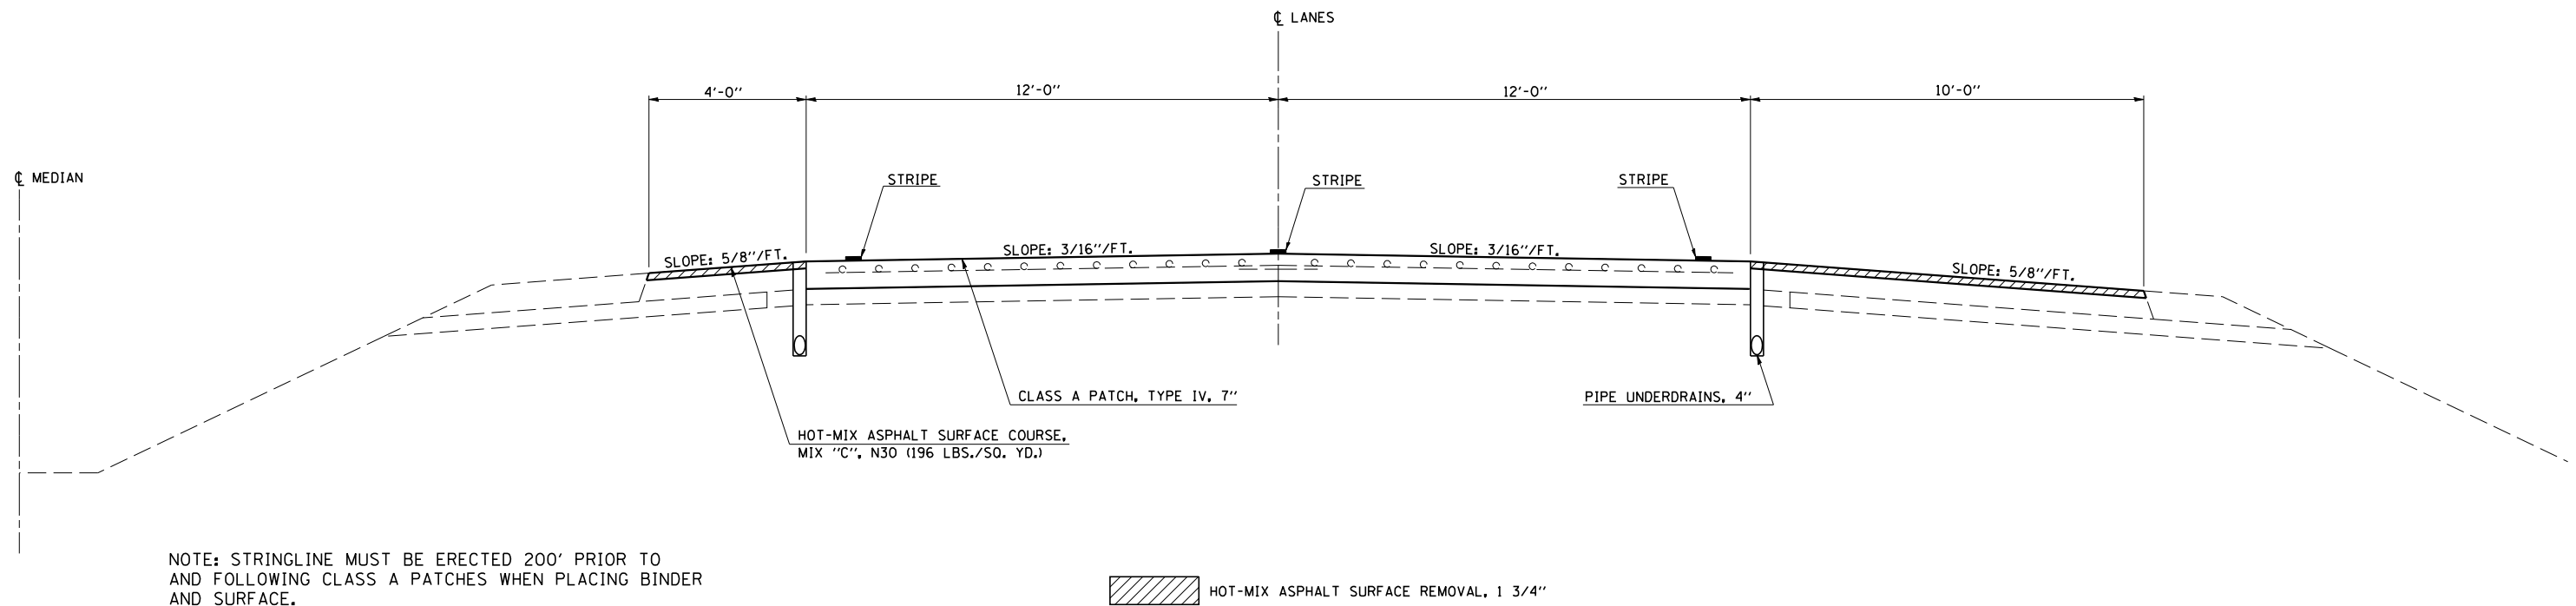 ℄ LANES
4'-0"
12'-0"
12'-0"
10'-0"
℄ MEDIAN
STRIPE
STRIPE
STRIPE
SLOPE: 5/8"/FT.
SLOPE: 3/16"/FT.
SLOPE: 3/16"/FT.
SLOPE: 5/8"/FT.
CLASS A PATCH, TYPE IV, 7"
PIPE UNDERDRAINS, 4"
HOT-MIX ASPHALT SURFACE COURSE,
MIX "C", N30 (196 LBS./SQ. YD.)
NOTE: STRINGLINE MUST BE ERECTED 200' PRIOR TO
AND FOLLOWING CLASS A PATCHES WHEN PLACING BINDER
AND SURFACE.
HOT-MIX ASPHALT SURFACE REMOVAL, 1 3/4"